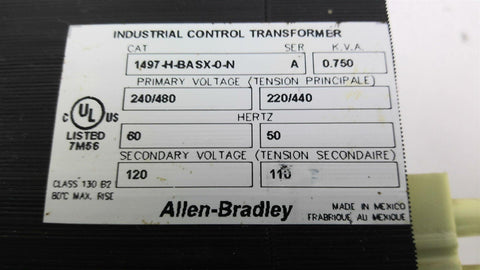 INDUSTRIAL CONTROL TRANSFORMER
CAT SER K.V.A.
1497-H-BASX-0-N A 0.750
PRIMARY VOLTAGE (TENSION PRINCIPALE)
240/480 220/440
HERTZ
C UL US
LISTED
7M56
60 50
SECONDARY VOLTAGE (TENSION SECONDAIRE)
120 110
CLASS 130 B2
80°C MAX. RISE
Allen-Bradley
MADE IN MEXICO
FRABRIQUE AU MEXIQUE